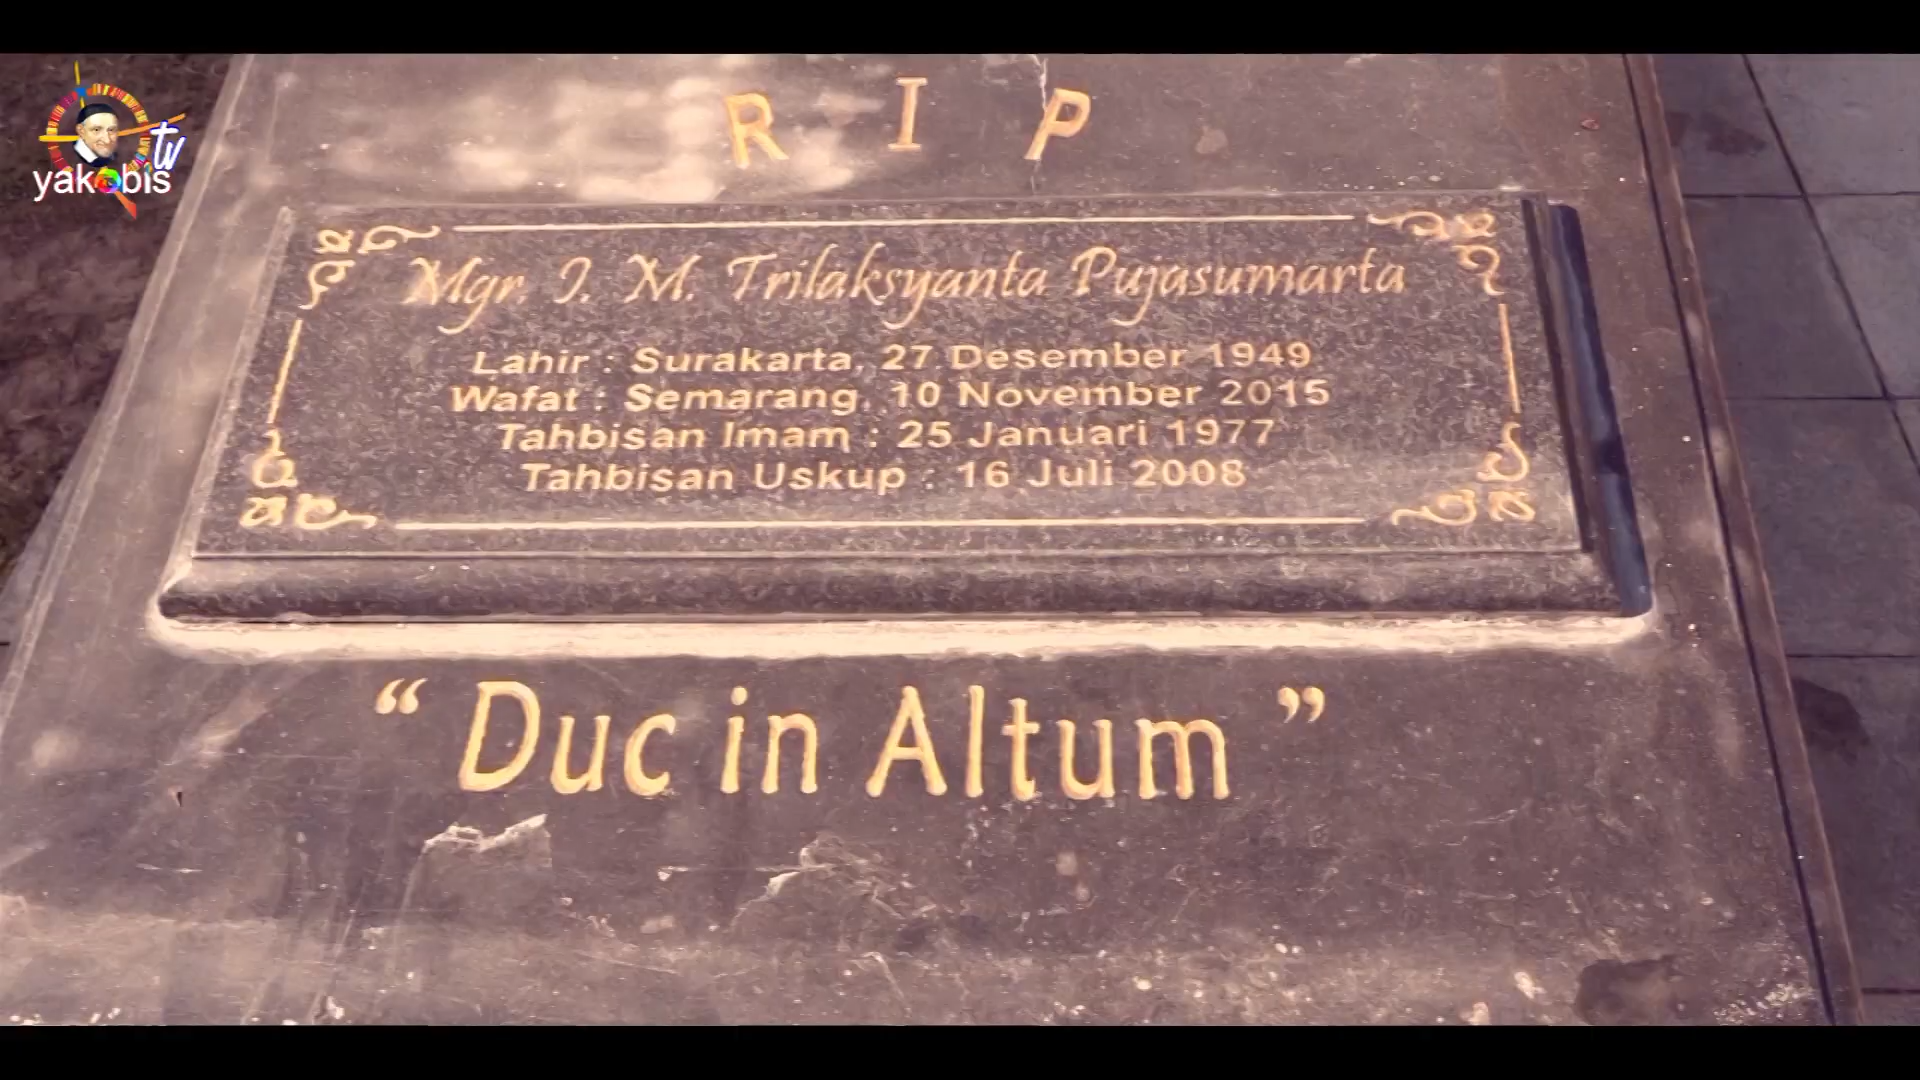 tv
yakobis
R I P
Mgr. J. M. Trilaksyanta Pujasumarta
Lahir : Surakarta, 27 Desember 1949
Wafat : Semarang, 10 November 2015
Tahbisan Imam : 25 Januari 1977
Tahbisan Uskup : 16 Juli 2008
“ Duc in Altum ”